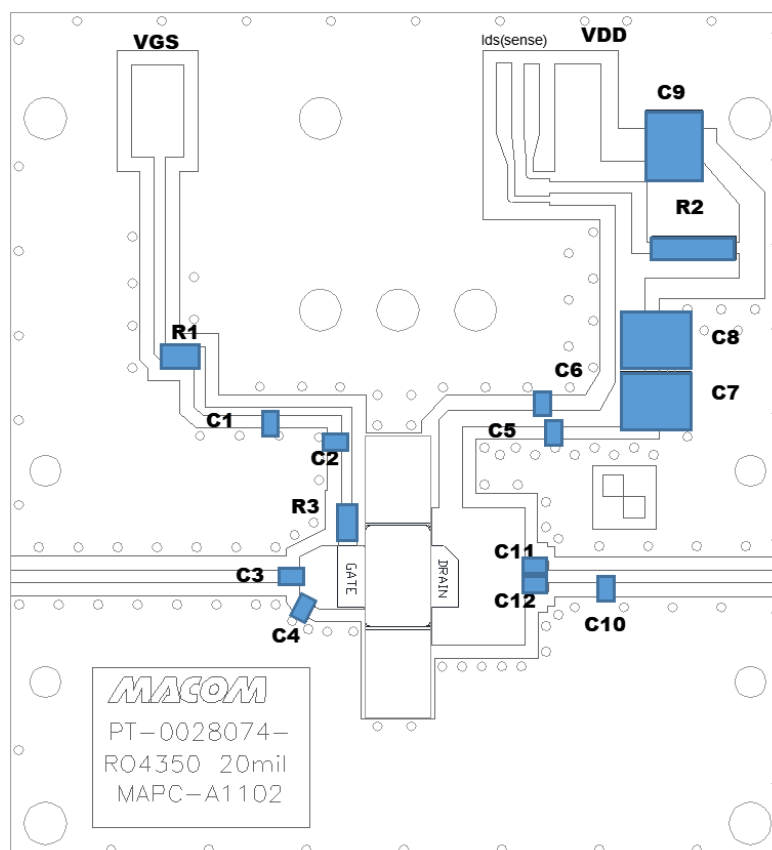 VGS
Ids(sense)
VDD
C9
R2
C8
C7
R1
C6
C1
C5
C2
R3
C11
C3
GATE
DRAIN
C12
C4
C10
MACOM
PT-0028074-
RO4350 20mil
MAPC-A1102